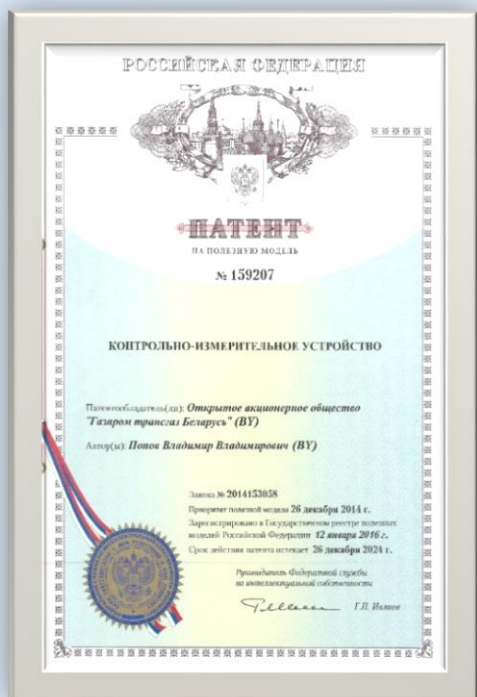 РОССИЙСКАЯ ФЕДЕРАЦИЯ
ПАТЕНТ
НА ПОЛЕЗНУЮ МОДЕЛЬ
№ 159207
КОНТРОЛЬНО-ИЗМЕРИТЕЛЬНОЕ УСТРОЙСТВО
Патентообладатель(ли): Открытое акционерное общество
"Газпром трансгаз Беларусь" (BY)
Автор(ы): Попов Владимир Владимирович (BY)
Заявка № 2014153058
Приоритет полезной модели 26 декабря 2014 г.
Зарегистрировано в Государственном реестре полезных
моделей Российской Федерации 12 января 2016 г.
Срок действия патента истекает 26 декабря 2024 г.
Руководитель Федеральной службы
по интеллектуальной собственности
Г.П. Ивлиев